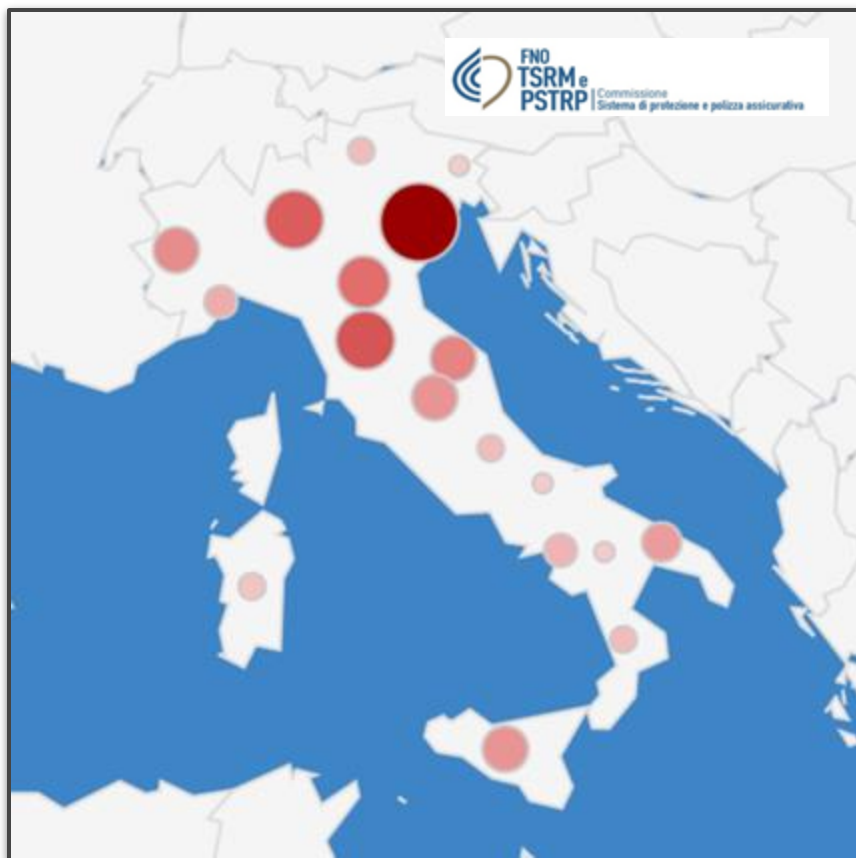 FNO
TSRM e
PSTRP
Commissione
Sistema di protezione e polizza assicurativa